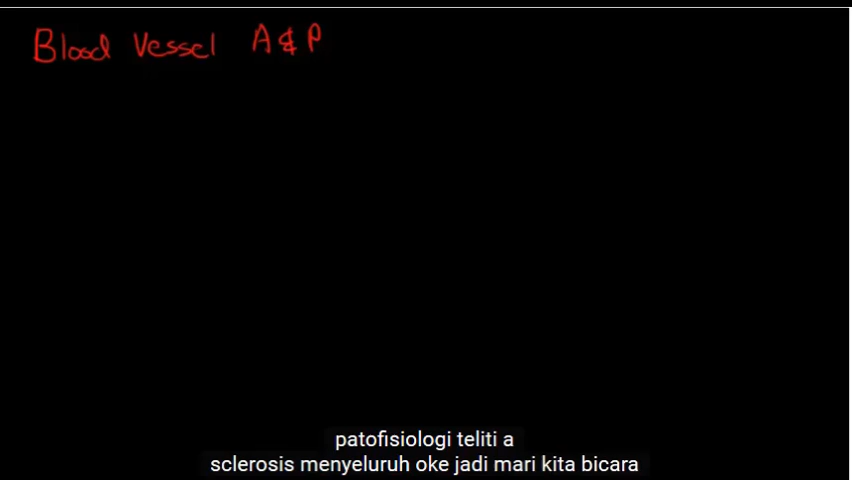 Blood Vessel A & P
patofisiologi teliti a
sclerosis menyeluruh oke jadi mari kita bicara